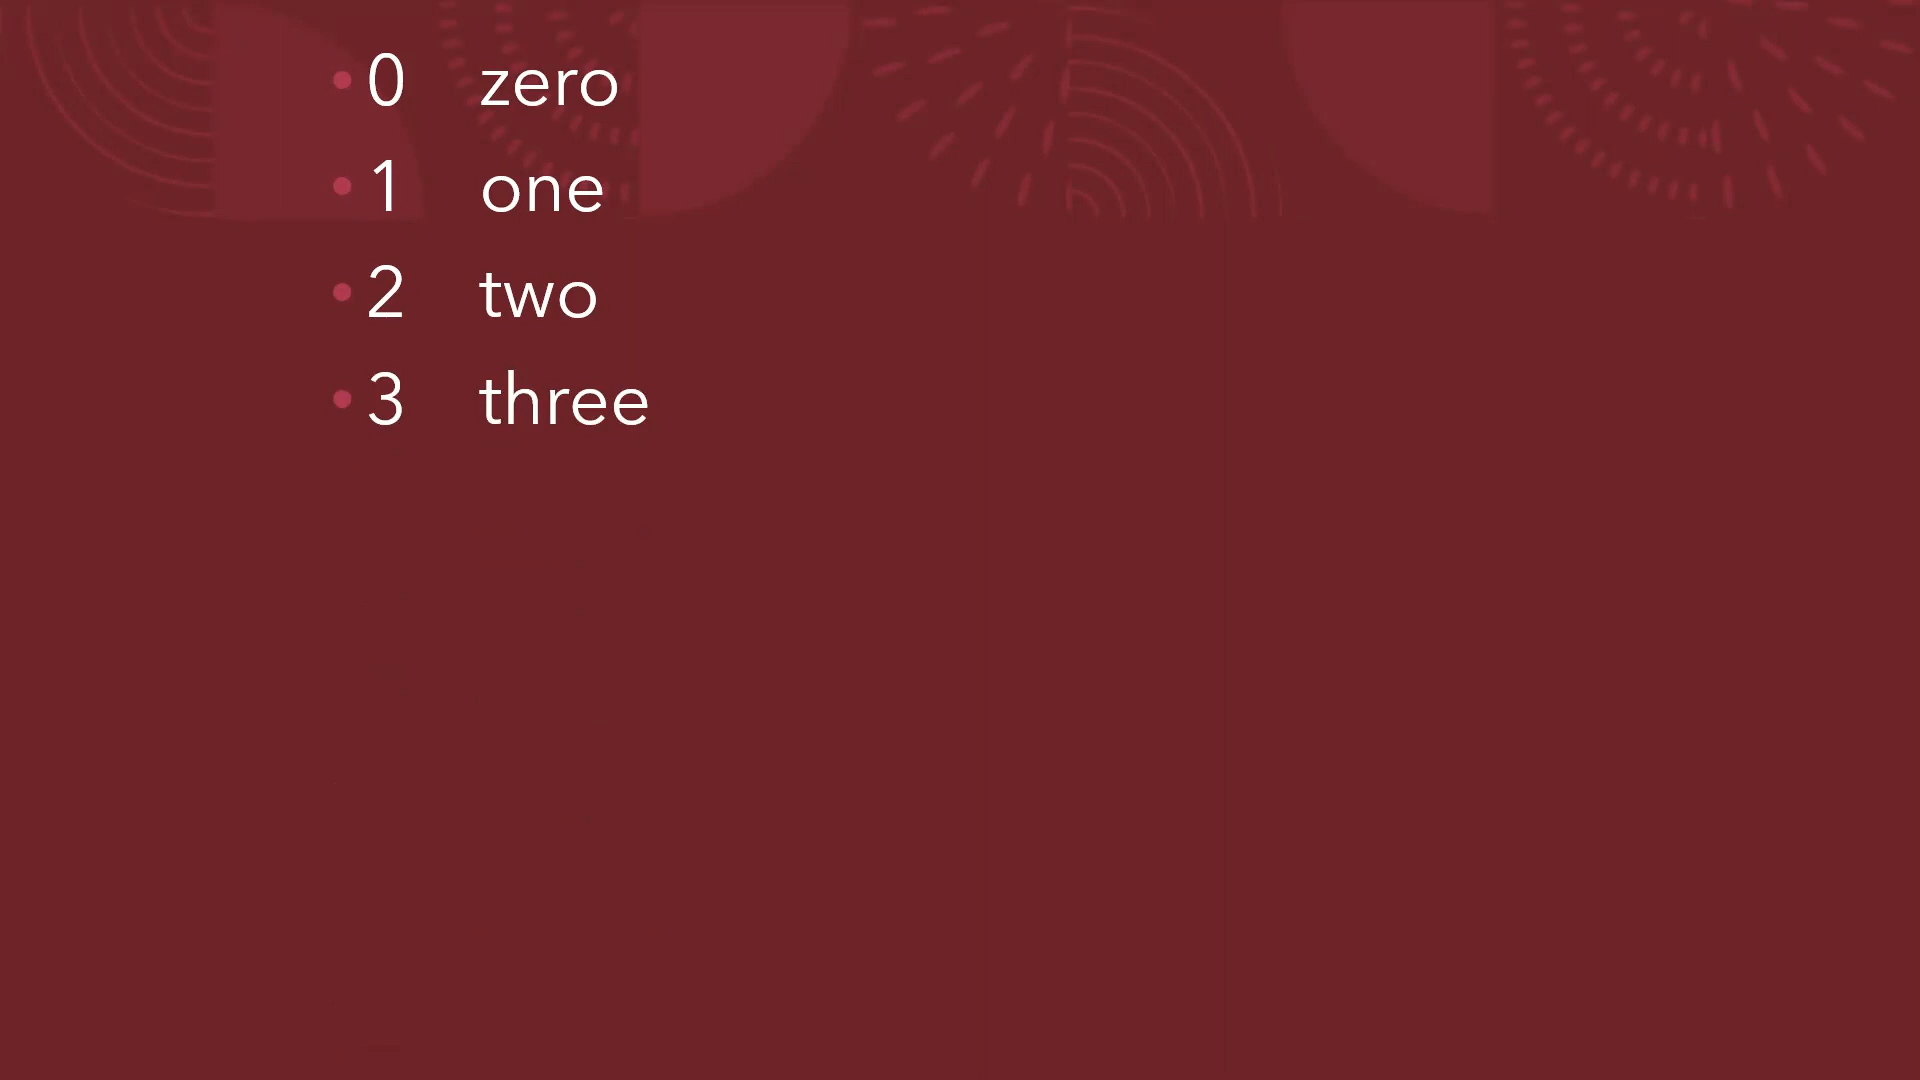 • 0 zero
• 1 one
• 2 two
• 3 three